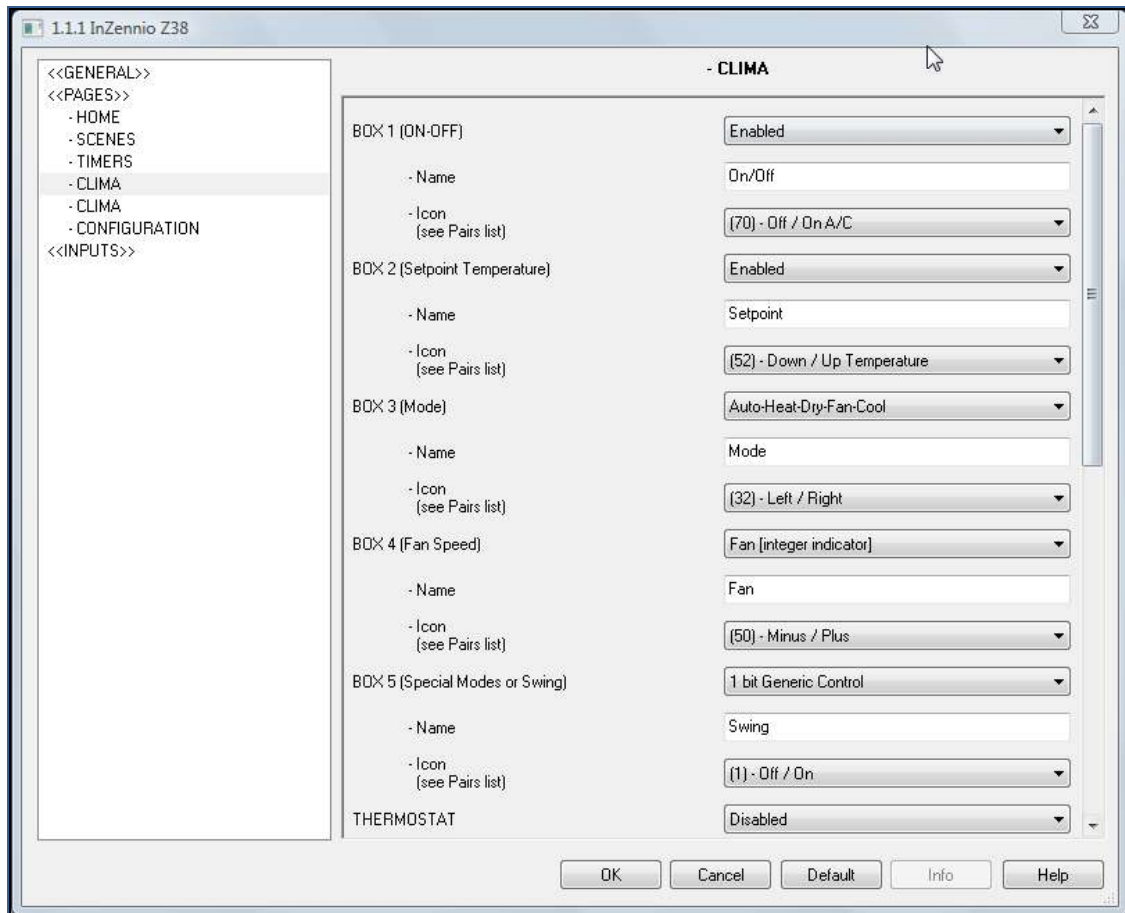 1.1.1 InZennio Z38
<<GENERAL>>
<<PAGES>>
- HOME
- SCENES
- TIMERS
- CLIMA
- CLIMA
- CONFIGURATION
<<INPUTS>>
- CLIMA
BOX 1 (ON-OFF) Enabled
- Name On/Off
- Icon
(see Pairs list) (70) - Off / On A/C
BOX 2 (Setpoint Temperature) Enabled
- Name Setpoint
- Icon
(see Pairs list) (52) - Down / Up Temperature
BOX 3 (Mode) Auto-Heat-Dry-Fan-Cool
- Name Mode
- Icon
(see Pairs list) (32) - Left / Right
BOX 4 (Fan Speed) Fan [integer indicator]
- Name Fan
- Icon
(see Pairs list) (50) - Minus / Plus
BOX 5 (Special Modes or Swing) 1 bit Generic Control
- Name Swing
- Icon
(see Pairs list) (1) - Off / On
THERMOSTAT Disabled
OK Cancel Default Info Help